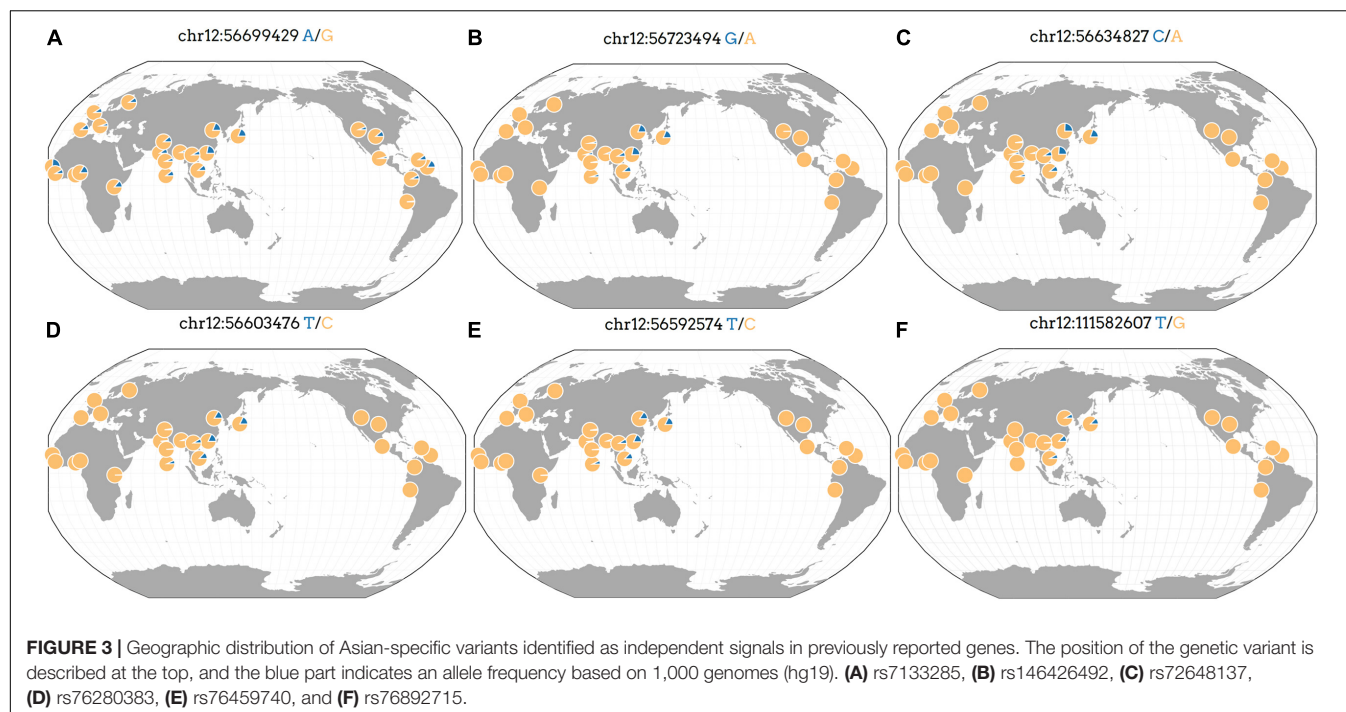 A
chr12:56699429 A/G
B
chr12:56723494 G/A
C
chr12:56634827 C/A
D
chr12:56603476 T/C
E
chr12:56592574 T/C
F
chr12:111582607 T/G
FIGURE 3 | Geographic distribution of Asian-specific variants identified as independent signals in previously reported genes. The position of the genetic variant is
described at the top, and the blue part indicates an allele frequency based on 1,000 genomes (hg19). (A) rs7133285, (B) rs146426492, (C) rs72648137,
(D) rs76280383, (E) rs76459740, and (F) rs76892715.